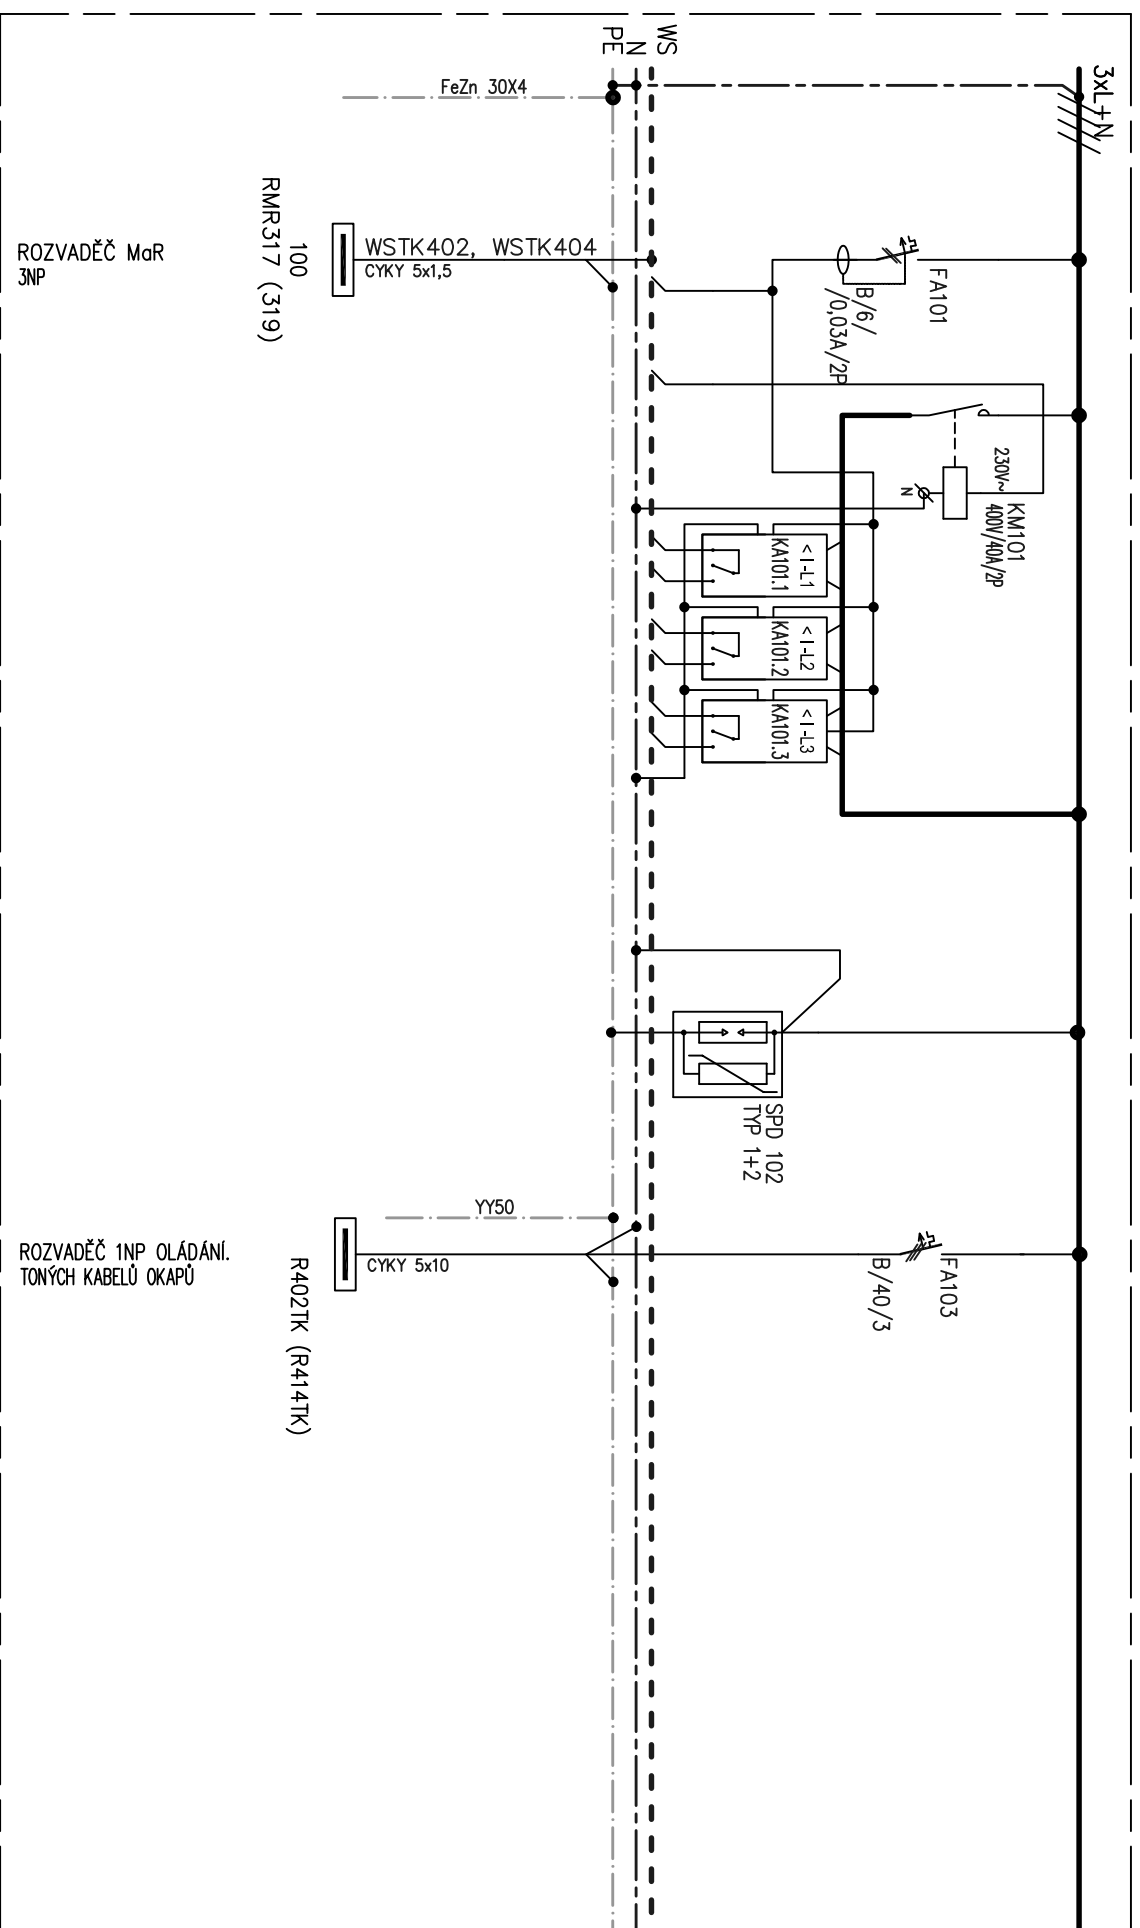 3xL+N
WS
N
PE
FeZn 30X4
FA101
B/6/
/0,03A/2P
WSTK402, WSTK404
CYKY 5x1,5
100
RMR317 (319)
ROZVADĚČ MaR
3NP
230V~
KM101
400V/40A/2P
N
< I-L1
KA101.1
< I-L2
KA101.2
< I-L3
KA101.3
SPD 102
TYP 1+2
YY50
FA103
B/40/3
CYKY 5x10
R402TK (R414TK)
ROZVADĚČ 1NP OLÁDÁNÍ.
TONÝCH KABELŮ OKAPŮ